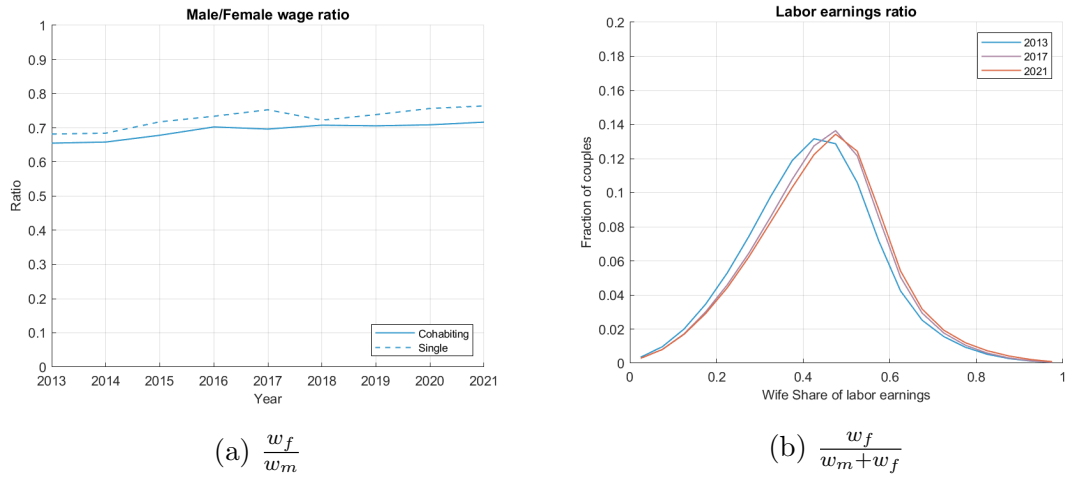 Male/Female wage ratio
1
0.9
0.8
0.7
0.6
0.5
0.4
0.3
0.2
0.1
0
Ratio
2013 2014 2015 2016 2017 2018 2019 2020 2021
Year
Cohabiting
Single
(a) w_f / w_m
Labor earnings ratio
0.2
0.18
0.16
0.14
0.12
0.1
0.08
0.06
0.04
0.02
0
Fraction of couples
0 0.2 0.4 0.6 0.8 1
Wife Share of labor earnings
2013
2017
2021
(b) w_f / w_m+w_f